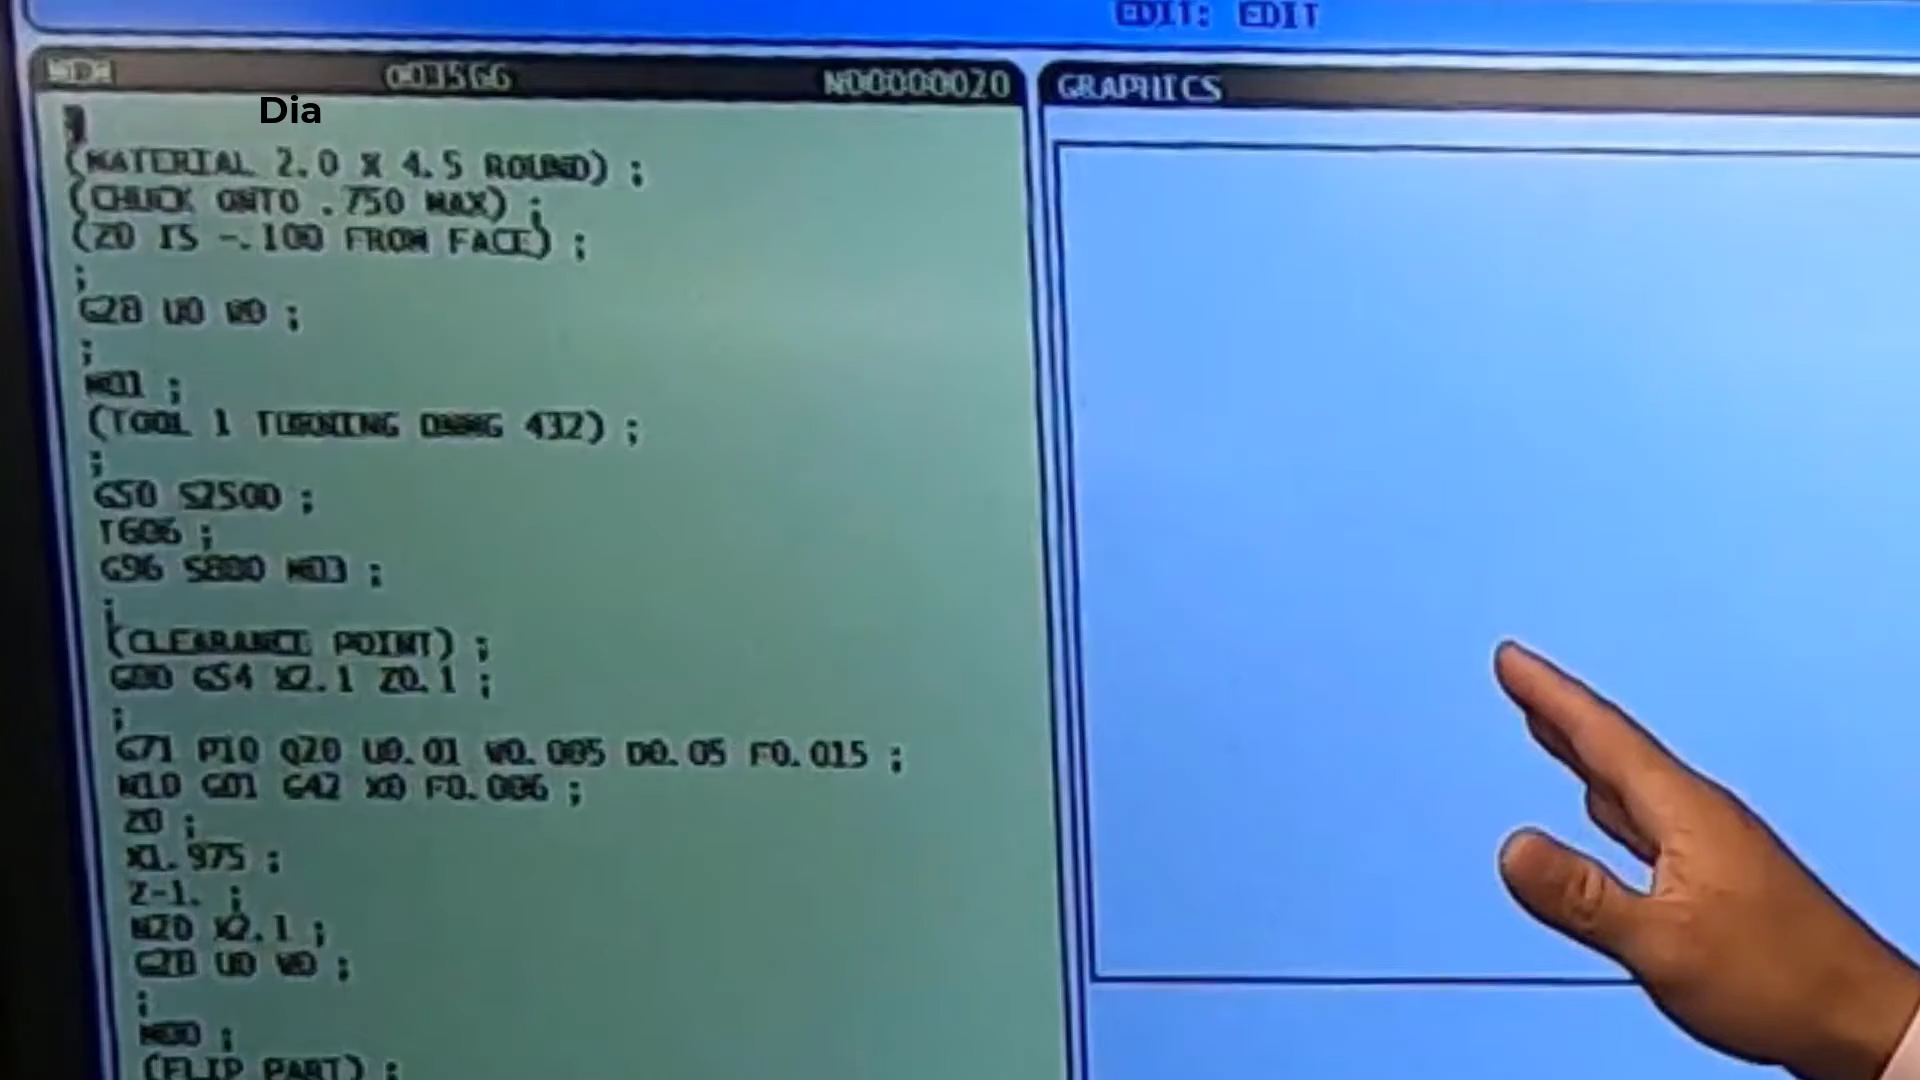 EDIT: EDIT
MDI N00000020
GRAPHICS
Dia
(MATERIAL 2.0 X 4.5 ROUND) ;
(CHUCK ONTO .750 MAX) ;
(Z0 IS -.100 FROM FACE) ;
;
G28 U0 W0 ;
;
M01 ;
(TOOL 1 TURNING DNMG 432) ;
;
G50 S2500 ;
T606 ;
G96 S800 M03 ;
;
(CLEARANCE POINT) ;
G00 G54 X2.1 Z0.1 ;
;
G71 P10 Q20 U0.01 W0.005 D0.05 F0.015 ;
N10 G01 G42 X0 F0.006 ;
Z0 ;
X1.975 ;
Z-1. ;
N20 X2.1 ;
G28 U0 W0 ;
;
M00 ;
(FLIP PART) ;